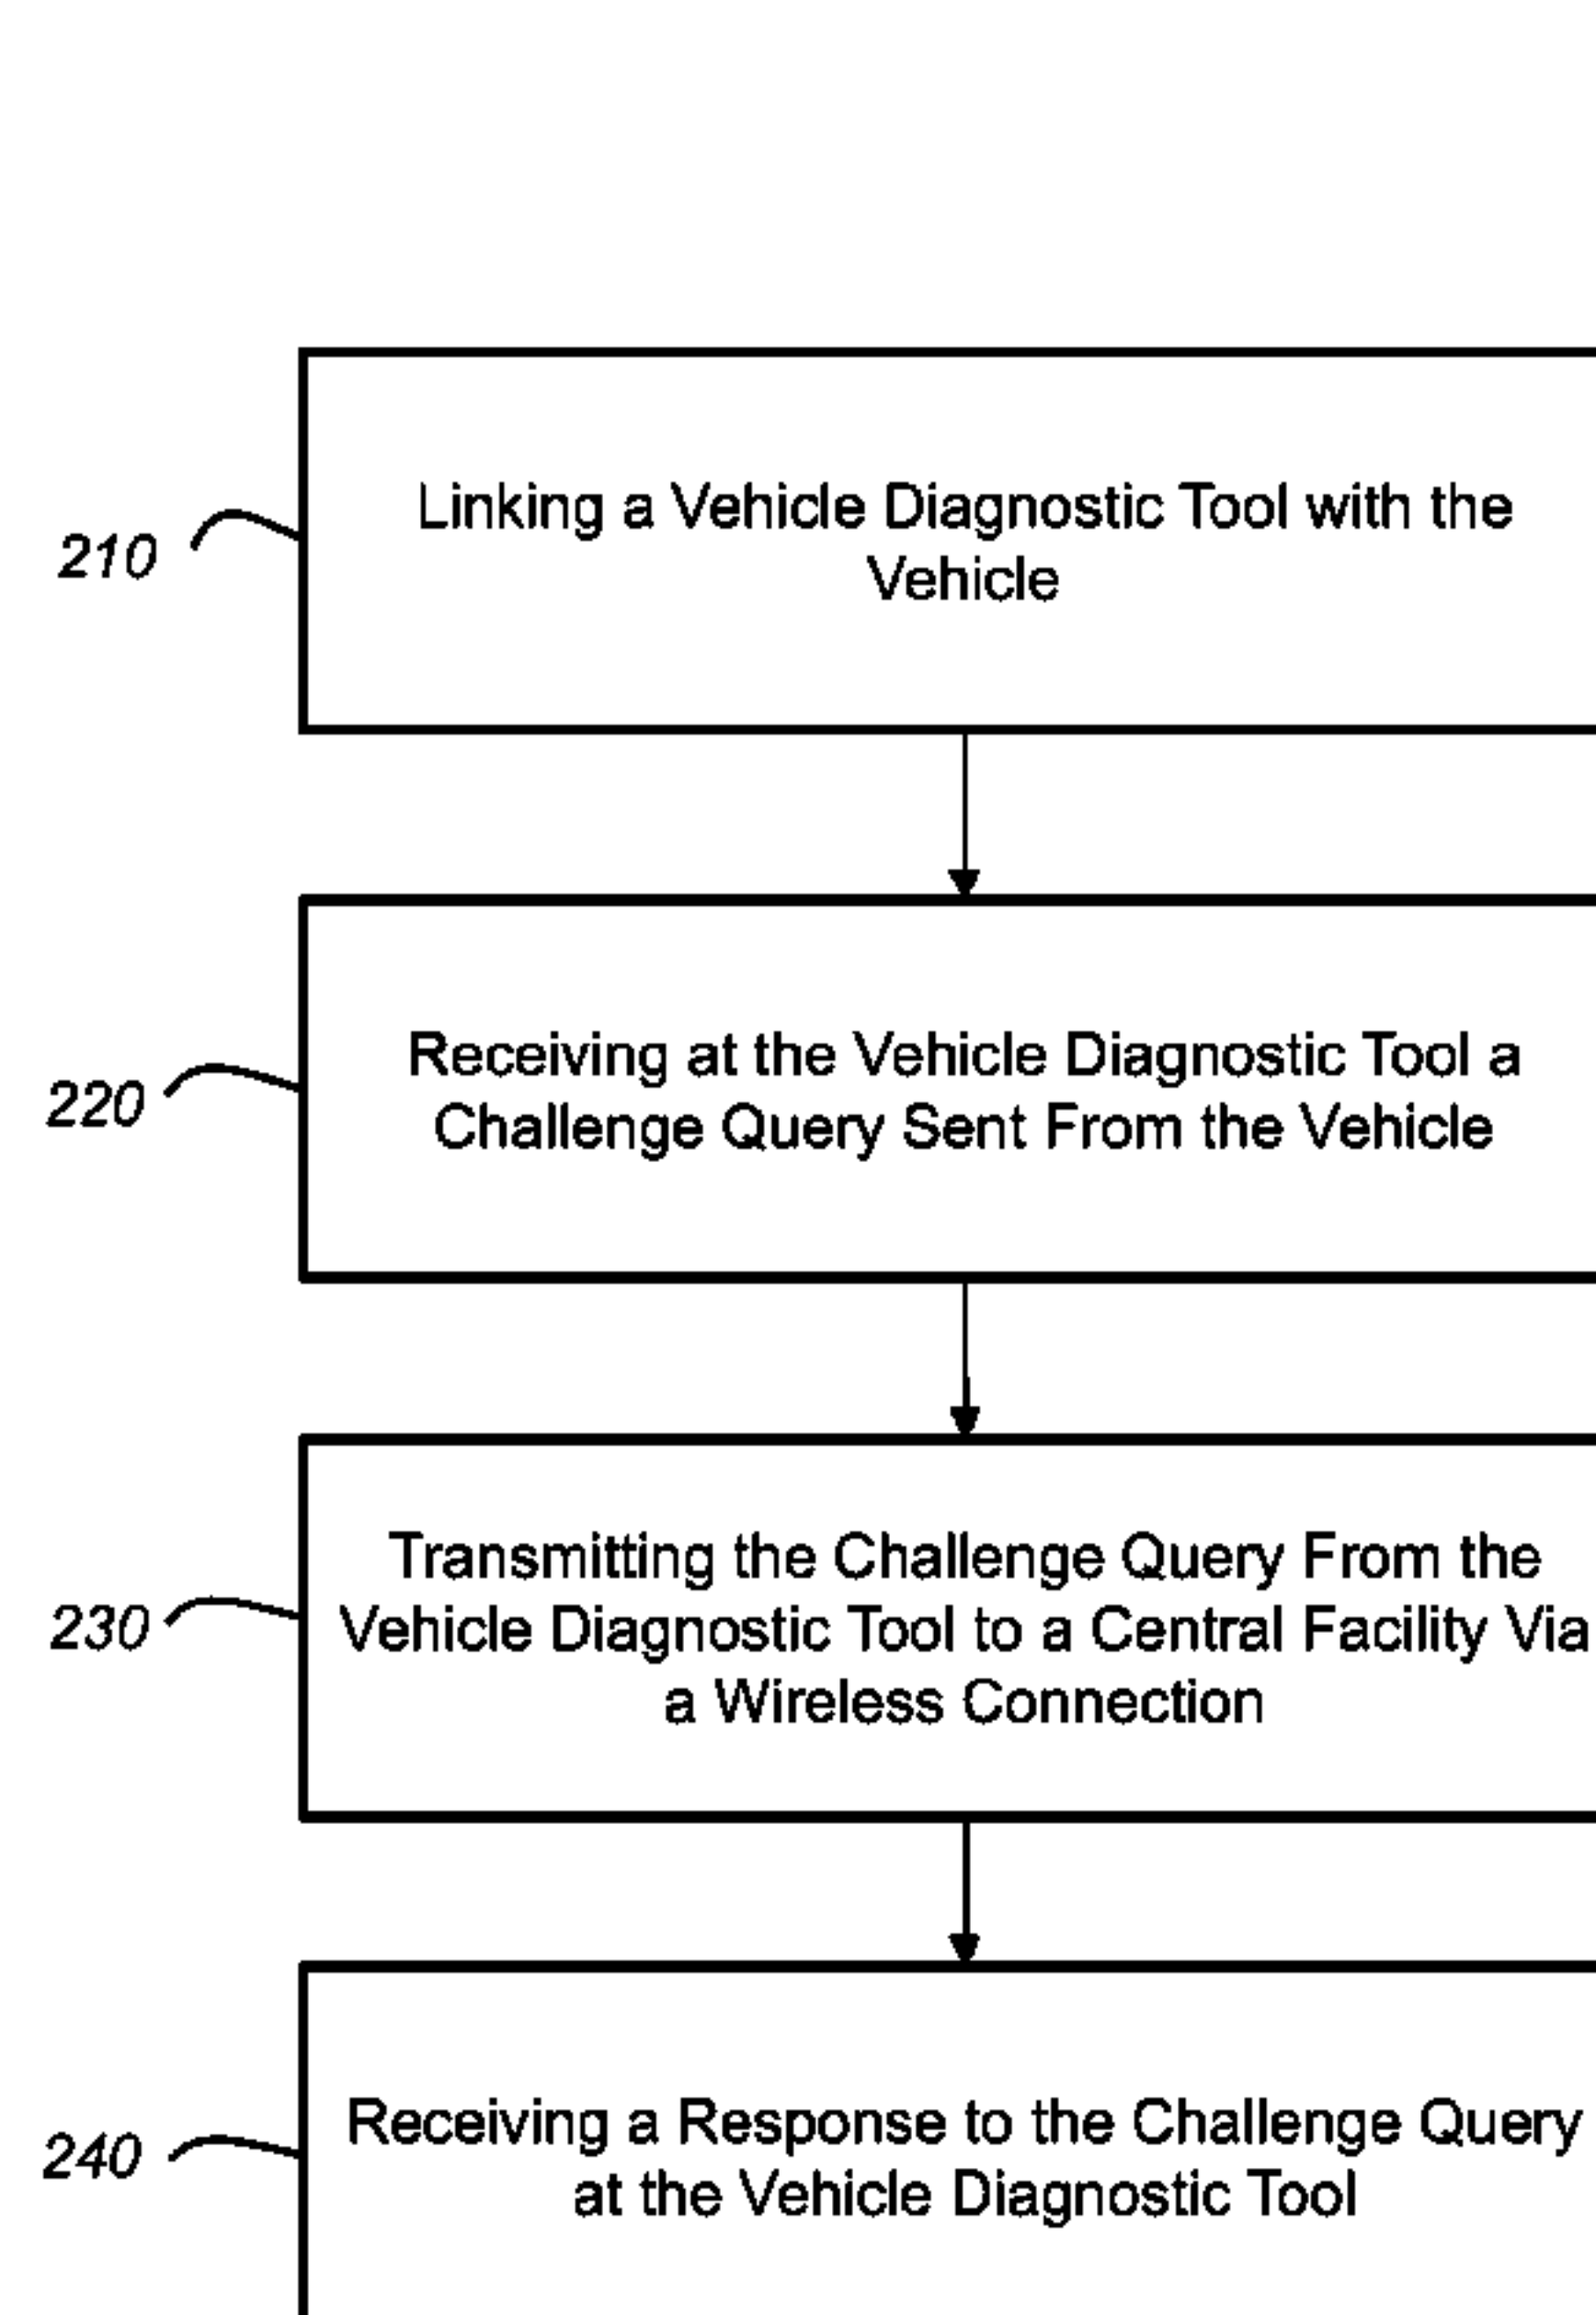 210
Linking a Vehicle Diagnostic Tool with the
Vehicle
220
Receiving at the Vehicle Diagnostic Tool a
Challenge Query Sent From the Vehicle
230
Transmitting the Challenge Query From the
Vehicle Diagnostic Tool to a Central Facility Via
a Wireless Connection
240
Receiving a Response to the Challenge Query
at the Vehicle Diagnostic Tool